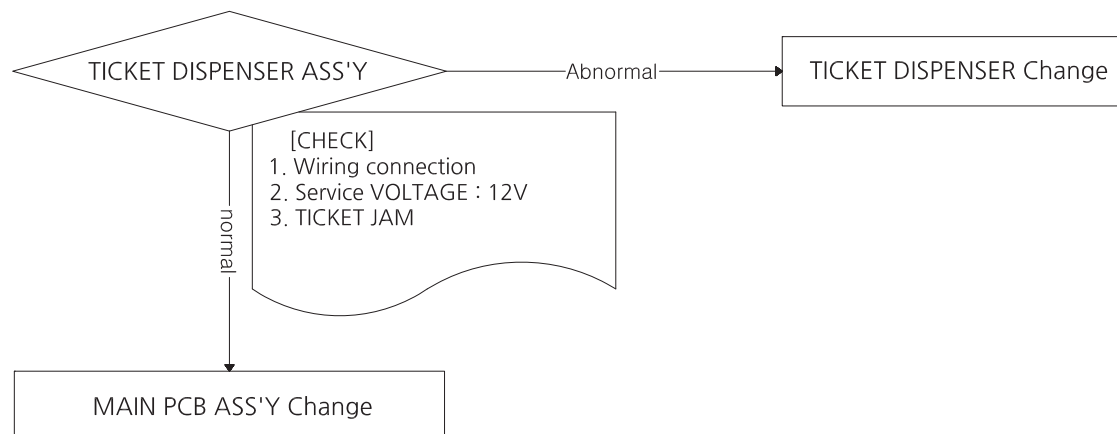 TICKET DISPENSER ASS'Y
Abnormal
TICKET DISPENSER Change
[CHECK]
1. Wiring connection
2. Service VOLTAGE : 12V
3. TICKET JAM
normal
MAIN PCB ASS'Y Change